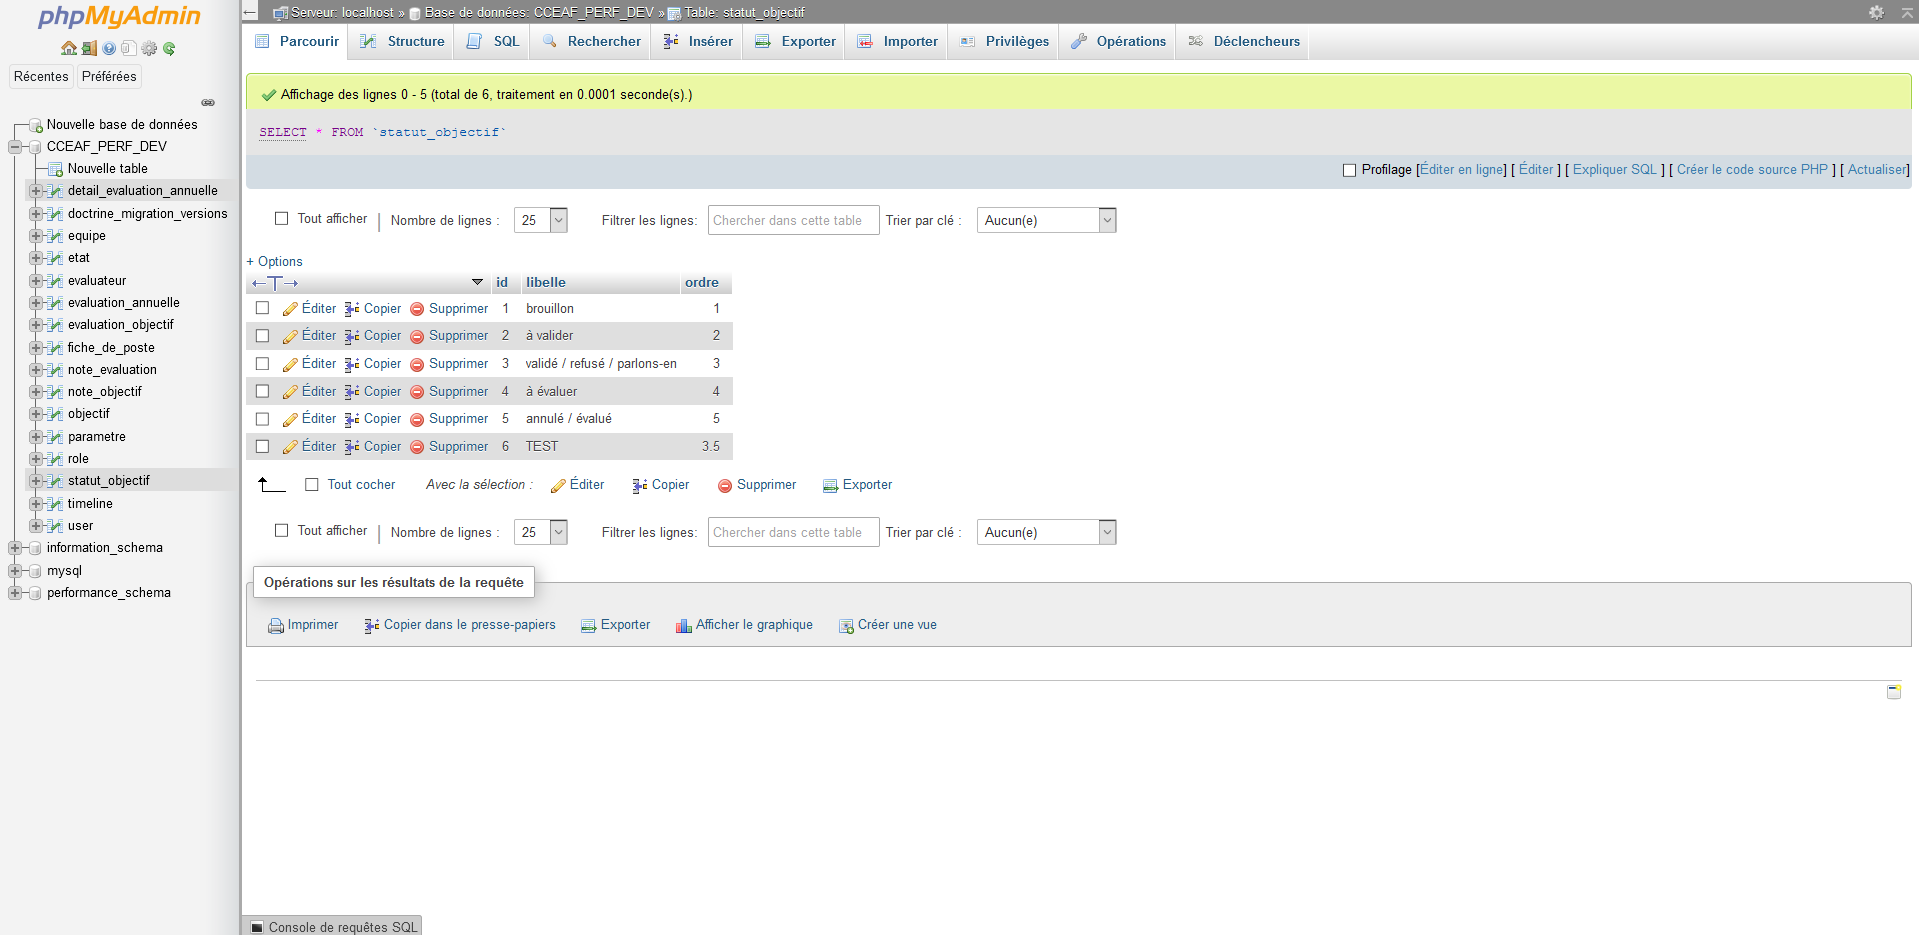 phpMyAdmin
Récentes Préférées
Nouvelle base de données
CCEAF_PERF_DEV
Nouvelle table
detail_evaluation_annuelle
doctrine_migration_versions
equipe
etat
evaluateur
evaluation_annuelle
evaluation_objectif
fiche_de_poste
note_evaluation
note_objectif
objectif
parametre
role
statut_objectif
timeline
user
information_schema
mysql
performance_schema
Serveur: localhost » Base de données: CCEAF_PERF_DEV » Table: statut_objectif
Parcourir Structure SQL Rechercher Insérer Exporter Importer Privilèges Opérations Déclencheurs
Affichage des lignes 0 - 5 (total de 6, traitement en 0.0001 seconde(s).)
SELECT * FROM `statut_objectif`
Profilage [Éditer en ligne] [ Éditer ] [ Expliquer SQL ] [ Créer le code source PHP ] [ Actualiser]
Tout afficher | Nombre de lignes : 25 Filtrer les lignes: Chercher dans cette table Trier par clé : Aucun(e)
+ Options
←T→ id libelle ordre
Éditer Copier Supprimer 1 brouillon 1
Éditer Copier Supprimer 2 à valider 2
Éditer Copier Supprimer 3 validé / refusé / parlons-en 3
Éditer Copier Supprimer 4 à évaluer 4
Éditer Copier Supprimer 5 annulé / évalué 5
Éditer Copier Supprimer 6 TEST 3.5
Tout cocher Avec la sélection : Éditer Copier Supprimer Exporter
Tout afficher | Nombre de lignes : 25 Filtrer les lignes: Chercher dans cette table Trier par clé : Aucun(e)
Opérations sur les résultats de la requête
Imprimer Copier dans le presse-papiers Exporter Afficher le graphique Créer une vue
Console de requêtes SQL